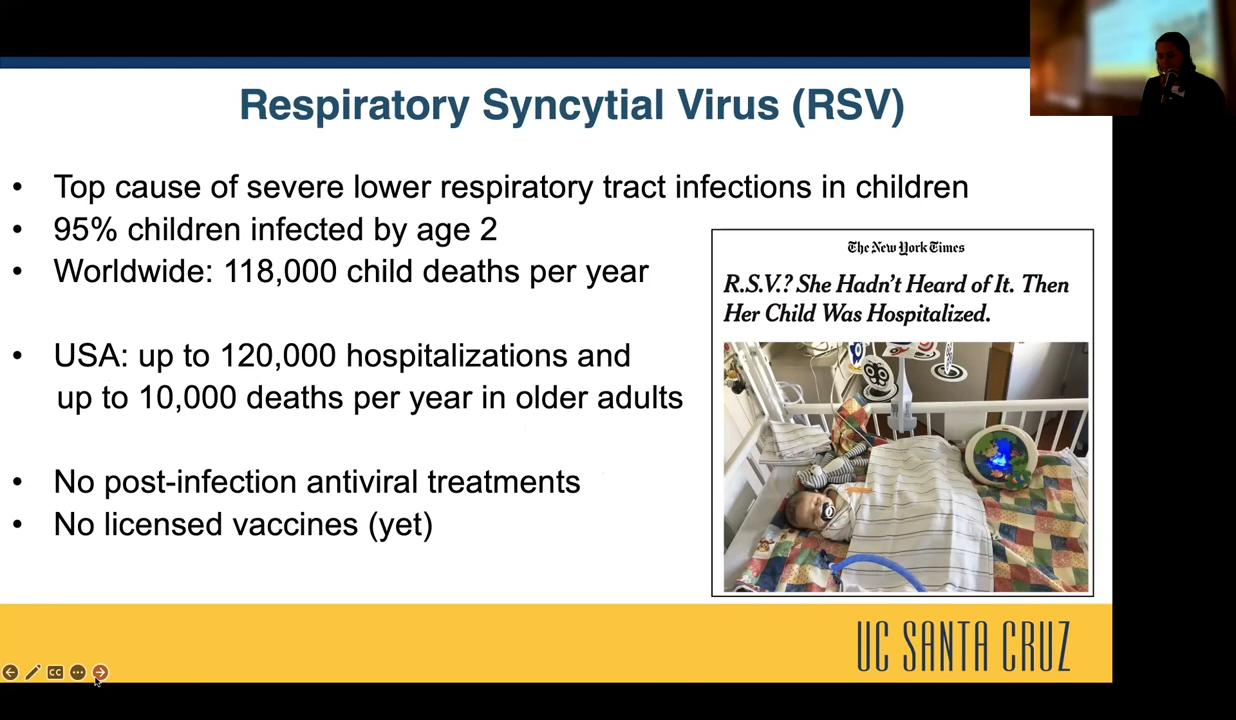 Respiratory Syncytial Virus (RSV)
• Top cause of severe lower respiratory tract infections in children
• 95% children infected by age 2
• Worldwide: 118,000 child deaths per year
• USA: up to 120,000 hospitalizations and
up to 10,000 deaths per year in older adults
• No post-infection antiviral treatments
• No licensed vaccines (yet)
The New York Times
R.S.V.? She Hadn't Heard of It. Then
Her Child Was Hospitalized.
UC SANTA CRUZ
CC